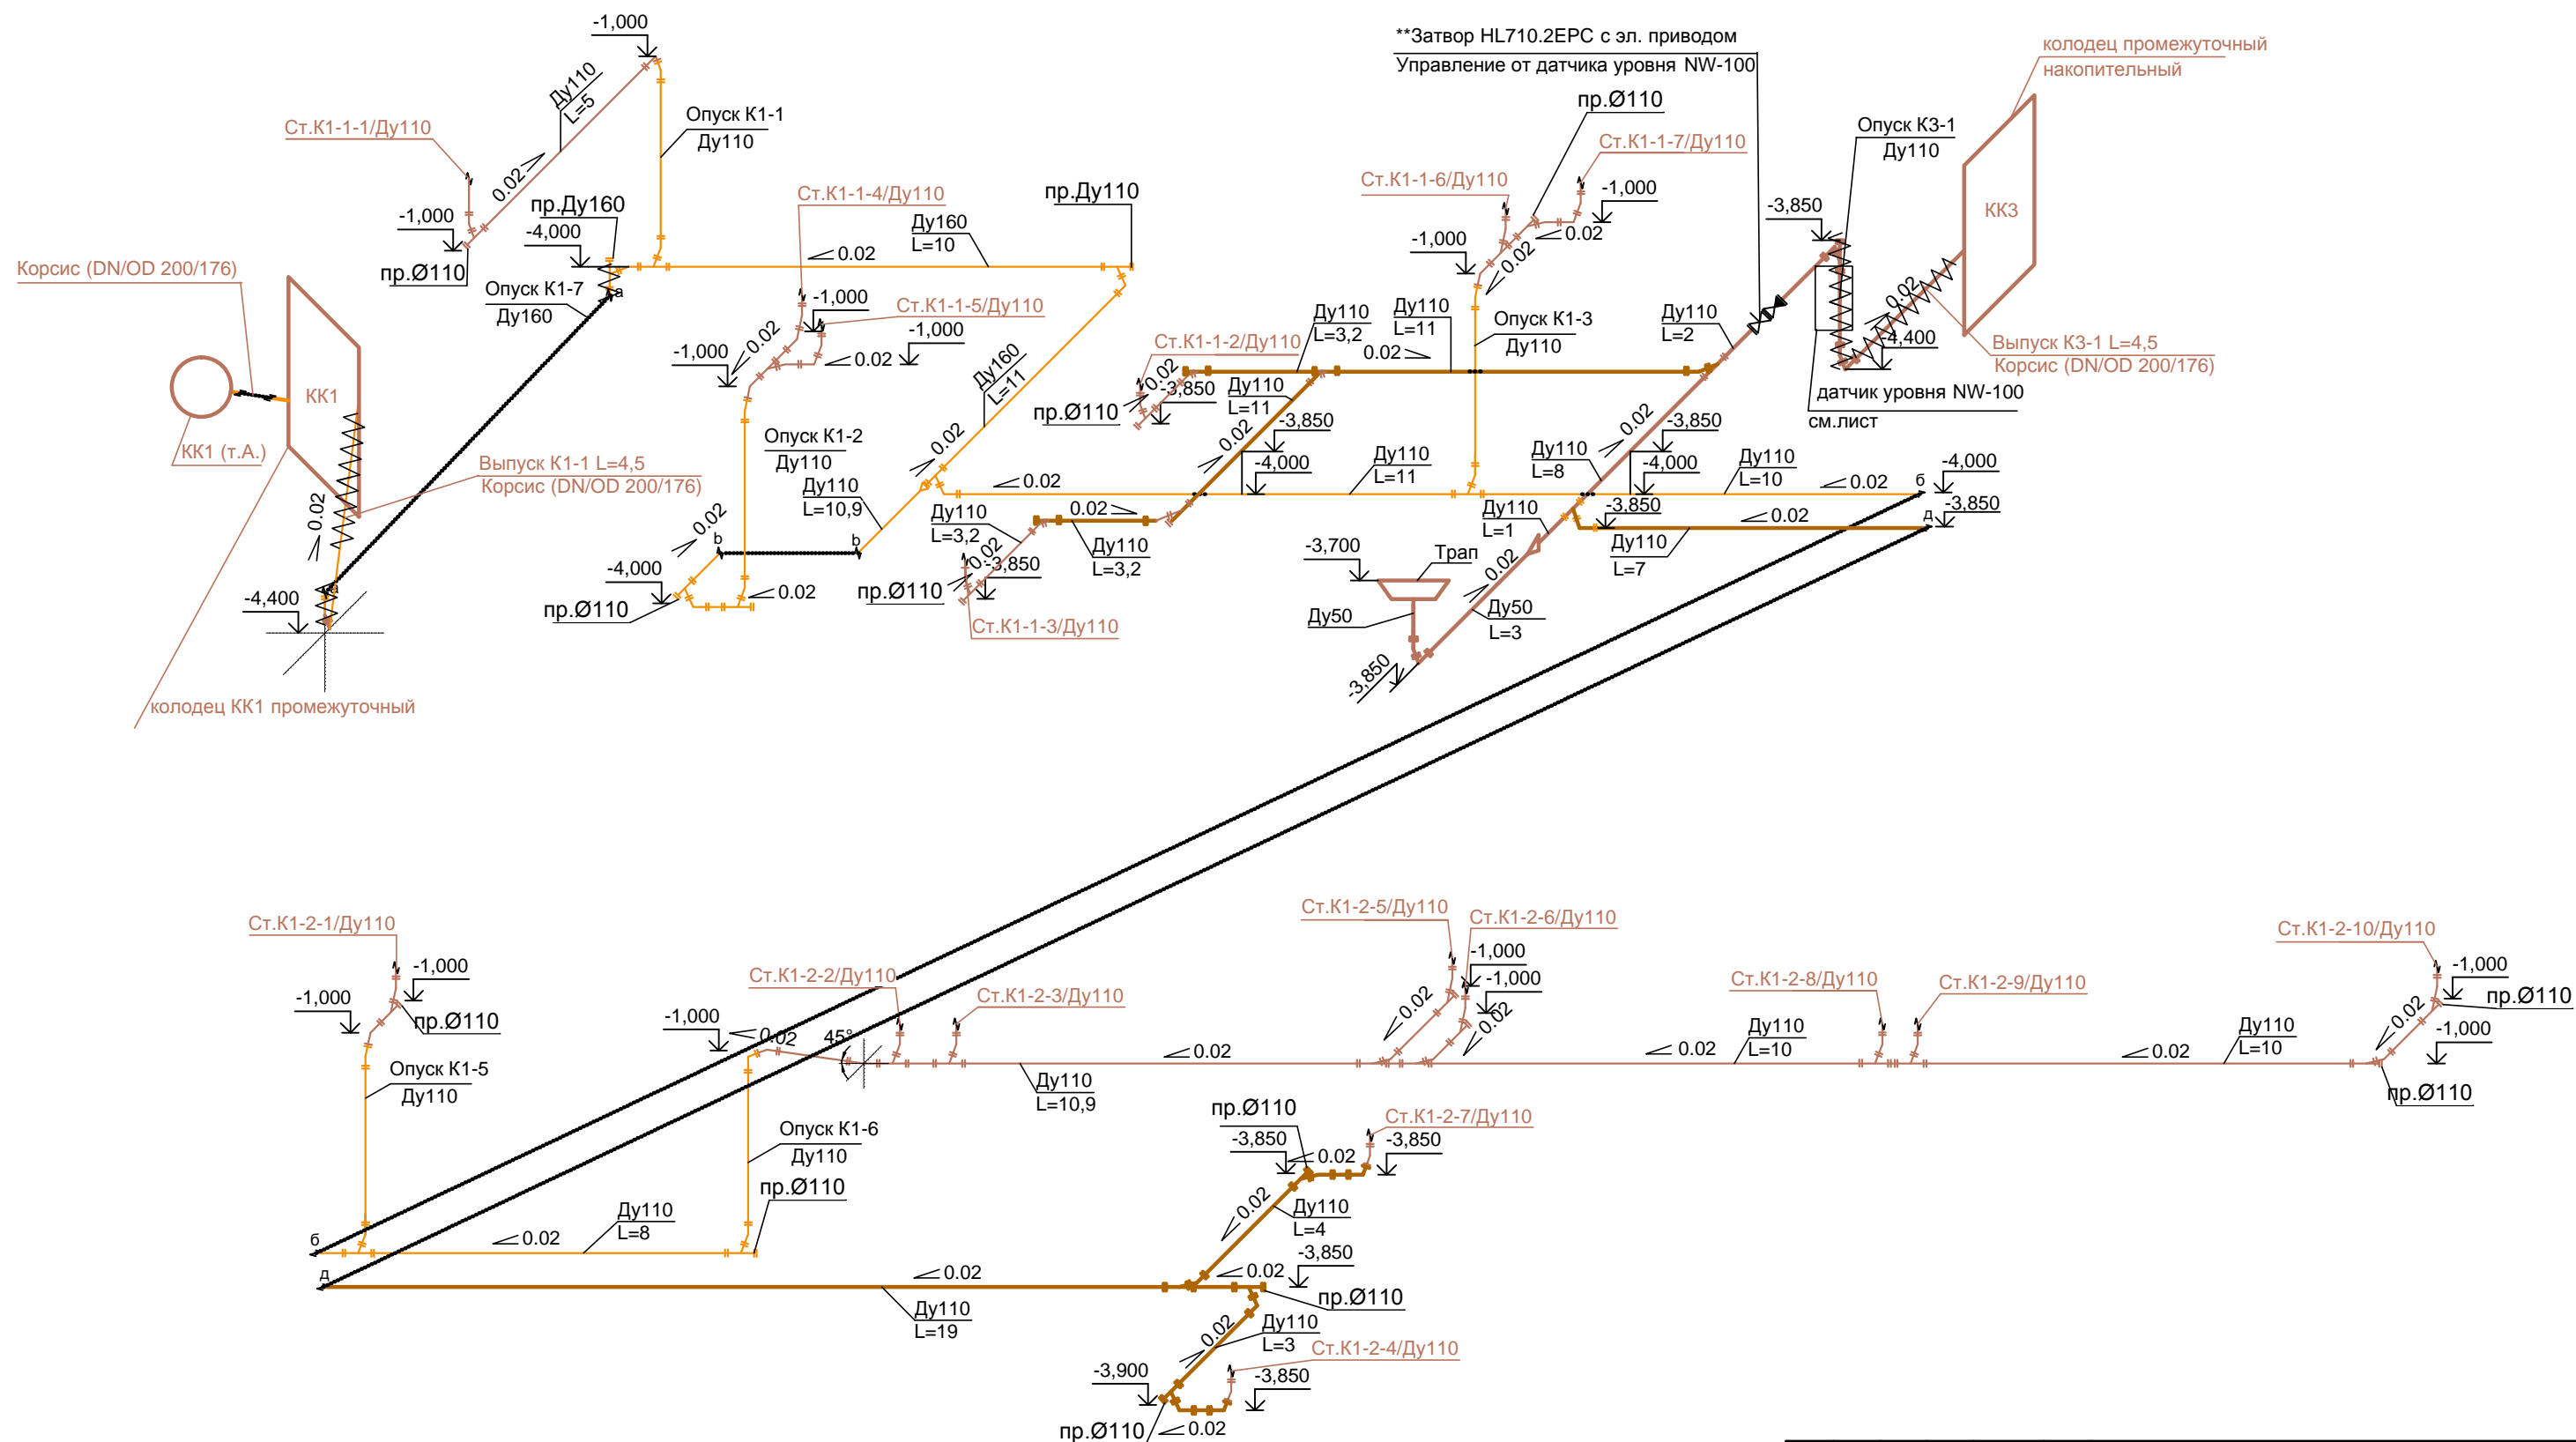 -1,000
**Затвор HL710.2EPC с эл. приводом
Управление от датчика уровня NW-100
колодец промежуточный
накопительный
Ду110
L=5
Опуск К1-1
Ду110
Ст.К1-1-1/Ду110
0.02
-1,000
пр.Ø110
пр.Ду160
-4,000
Ст.К1-1-4/Ду110
Ду160
L=10
0.02
пр.Ду110
пр.Ø110
Ст.К1-1-7/Ду110
Ст.К1-1-6/Ду110
-1,000
-1,000
0.02
0.02
Опуск К3-1
Ду110
-3,850
КК3
Корсис (DN/OD 200/176)
Опуск К1-7
Ду160
а
-1,000
Ст.К1-1-5/Ду110
0.02
-1,000
-1,000
0.02
Ду110
L=3,2
Ду110
L=11
Опуск К1-3
Ду110
Ду110
L=2
0.02
-4,400
Выпуск К3-1 L=4,5
Корсис (DN/OD 200/176)
датчик уровня NW-100
см.лист
Ст.К1-1-2/Ду110
0.02
0.02
-3,850
пр.Ø110
Ду110
L=11
0.02
-3,850
Ду160
L=11
0.02
КК1
КК1 (т.А.)
Выпуск К1-1 L=4,5
Корсис (DN/OD 200/176)
0.02
Опуск К1-2
Ду110
Ду110
L=10,9
0.02
-4,000
Ду110
L=11
Ду110
L=8
0.02
-3,850
-4,000
Ду110
L=10
0.02
б
-4,000
д
-3,850
0.02
b
b
Ду110
L=3,2
0.02
Ду110
L=3,2
0.02
-3,850
Ду110
L=1
-3,850
0.02
Ду110
L=7
-4,000
пр.Ø110
0.02
пр.Ø110
Ст.К1-1-3/Ду110
-3,700
Трап
Ду50
0.02
Ду50
L=3
-3,850
-4,400
колодец КК1 промежуточный
Ст.К1-2-1/Ду110
-1,000
-1,000
пр.Ø110
Опуск К1-5
Ду110
Ст.К1-2-2/Ду110
Ст.К1-2-3/Ду110
-1,000
0.02
45°
Ст.К1-2-5/Ду110
Ст.К1-2-6/Ду110
-1,000
-1,000
0.02
0.02
0.02
Ду110
L=10,9
Ст.К1-2-8/Ду110
Ст.К1-2-9/Ду110
0.02
Ду110
L=10
0.02
Ду110
L=10
Ст.К1-2-10/Ду110
-1,000
пр.Ø110
0.02
-1,000
пр.Ø110
Опуск К1-6
Ду110
пр.Ø110
Ду110
L=8
0.02
б
д
пр.Ø110
-3,850
0.02
Ст.К1-2-7/Ду110
-3,850
0.02
Ду110
L=4
-3,850
0.02
пр.Ø110
0.02
Ду110
L=19
0.02
Ду110
L=3
Ст.К1-2-4/Ду110
-3,900
-3,850
пр.Ø110
0.02